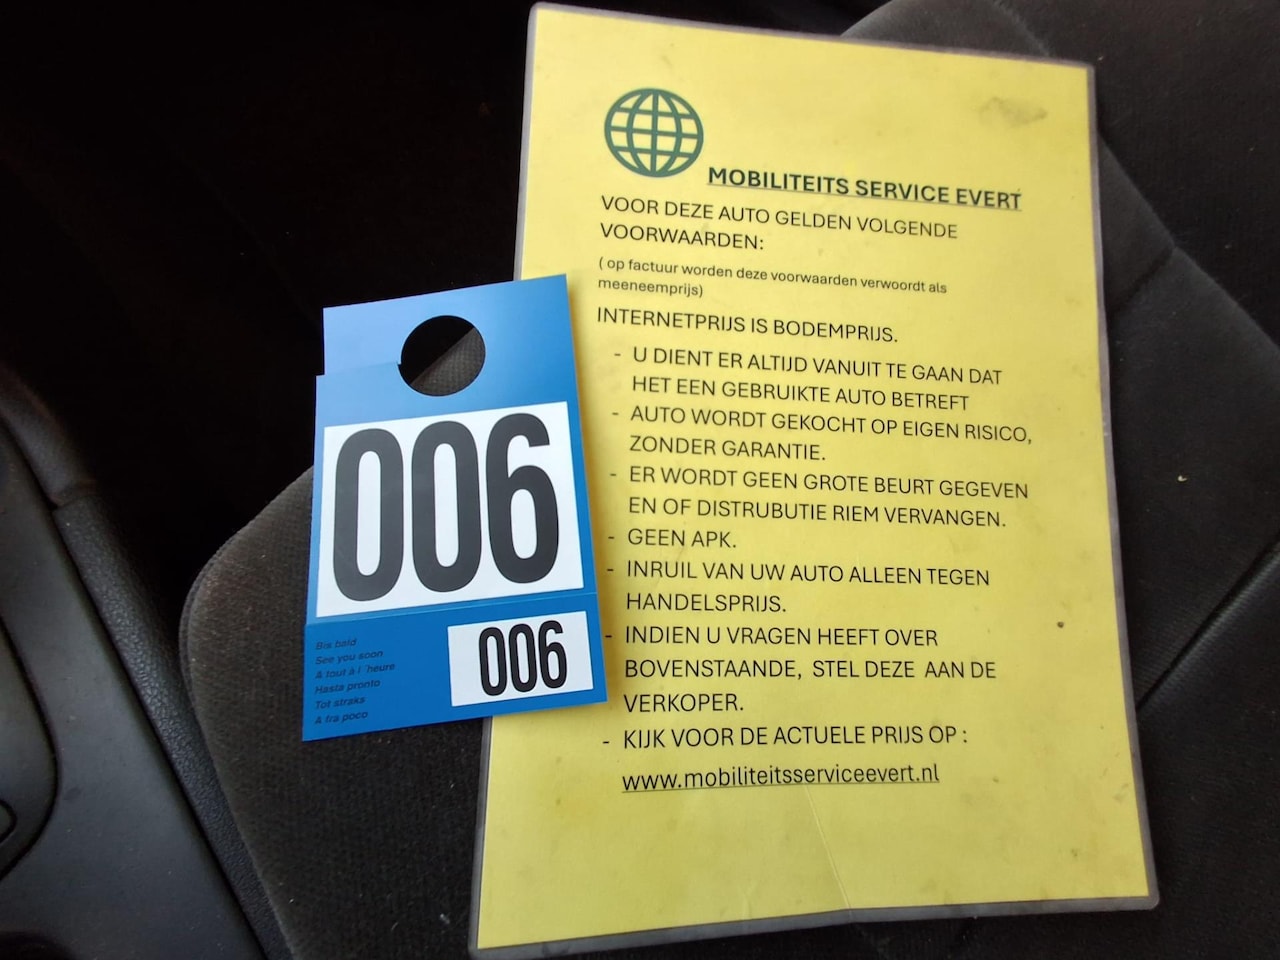 MOBILITEITS SERVICE EVERT
VOOR DEZE AUTO GELDEN VOLGENDE
VOORWAARDEN:
( op factuur worden deze voorwaarden verwoordt als
meeneemprijs)
INTERNETPRIJS IS BODEMPRIJS.
- U DIENT ER ALTIJD VANUIT TE GAAN DAT
HET EEN GEBRUIKTE AUTO BETREFT
- AUTO WORDT GEKOCHT OP EIGEN RISICO,
ZONDER GARANTIE.
- ER WORDT GEEN GROTE BEURT GEGEVEN
EN OF DISTRUBUTIE RIEM VERVANGEN.
- GEEN APK.
- INRUIL VAN UW AUTO ALLEEN TEGEN
HANDELSPRIJS.
- INDIEN U VRAGEN HEEFT OVER
BOVENSTAANDE, STEL DEZE AAN DE
VERKOPER.
- KIJK VOOR DE ACTUELE PRIJS OP :
www.mobiliteitsserviceevert.nl
006
006
Bis bald
See you soon
A tout à l ´heure
Hasta pronto
Tot straks
A fra poco